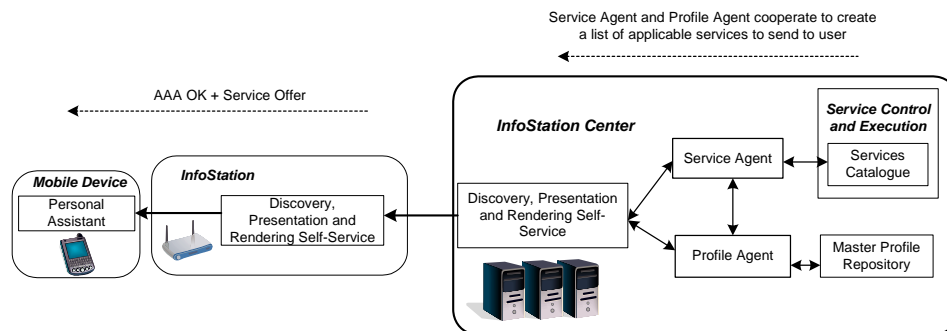 Service Agent and Profile Agent cooperate to create
a list of applicable services to send to user
AAA OK + Service Offer
InfoStation Center
Service Control
and Execution
Services
Catalogue
Service Agent
InfoStation
Mobile Device
Personal
Assistant
Discovery,
Presentation and
Rendering Self-Service
Discovery, Presentation
and Rendering Self-
Service
Profile Agent
Master Profile
Repository